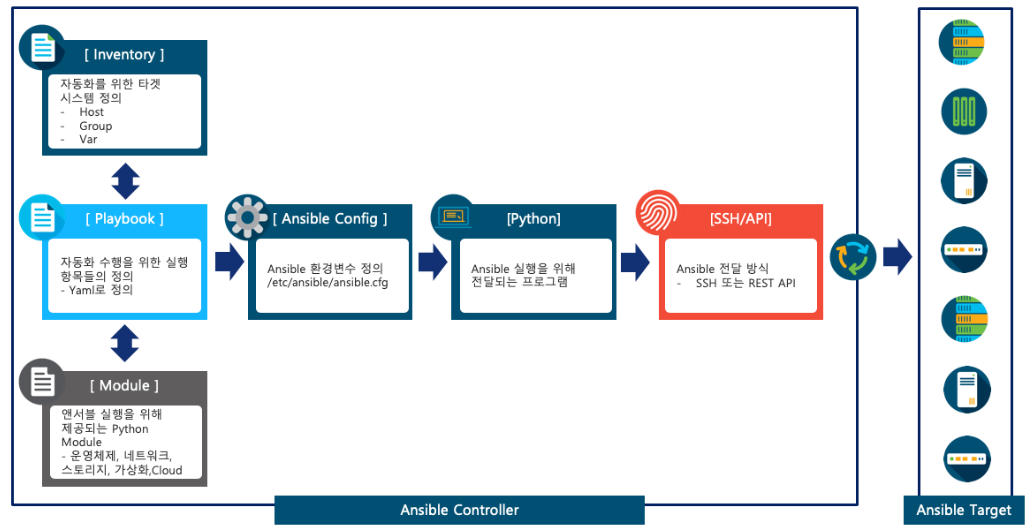 [ Inventory ]
자동화를 위한 타겟
시스템 정의
- Host
- Group
- Var
[ Playbook ]
자동화 수행을 위한 실행
항목들의 정의
- Yaml로 정의
[ Module ]
앤서블 실행을 위해
제공되는 Python
Module
- 운영체제, 네트워크,
스토리지, 가상화,Cloud
[ Ansible Config ]
Ansible 환경변수 정의
/etc/ansible/ansible.cfg
[Python]
Ansible 실행을 위해
전달되는 프로그램
[SSH/API]
Ansible 전달 방식
- SSH 또는 REST API
Ansible Controller
Ansible Target